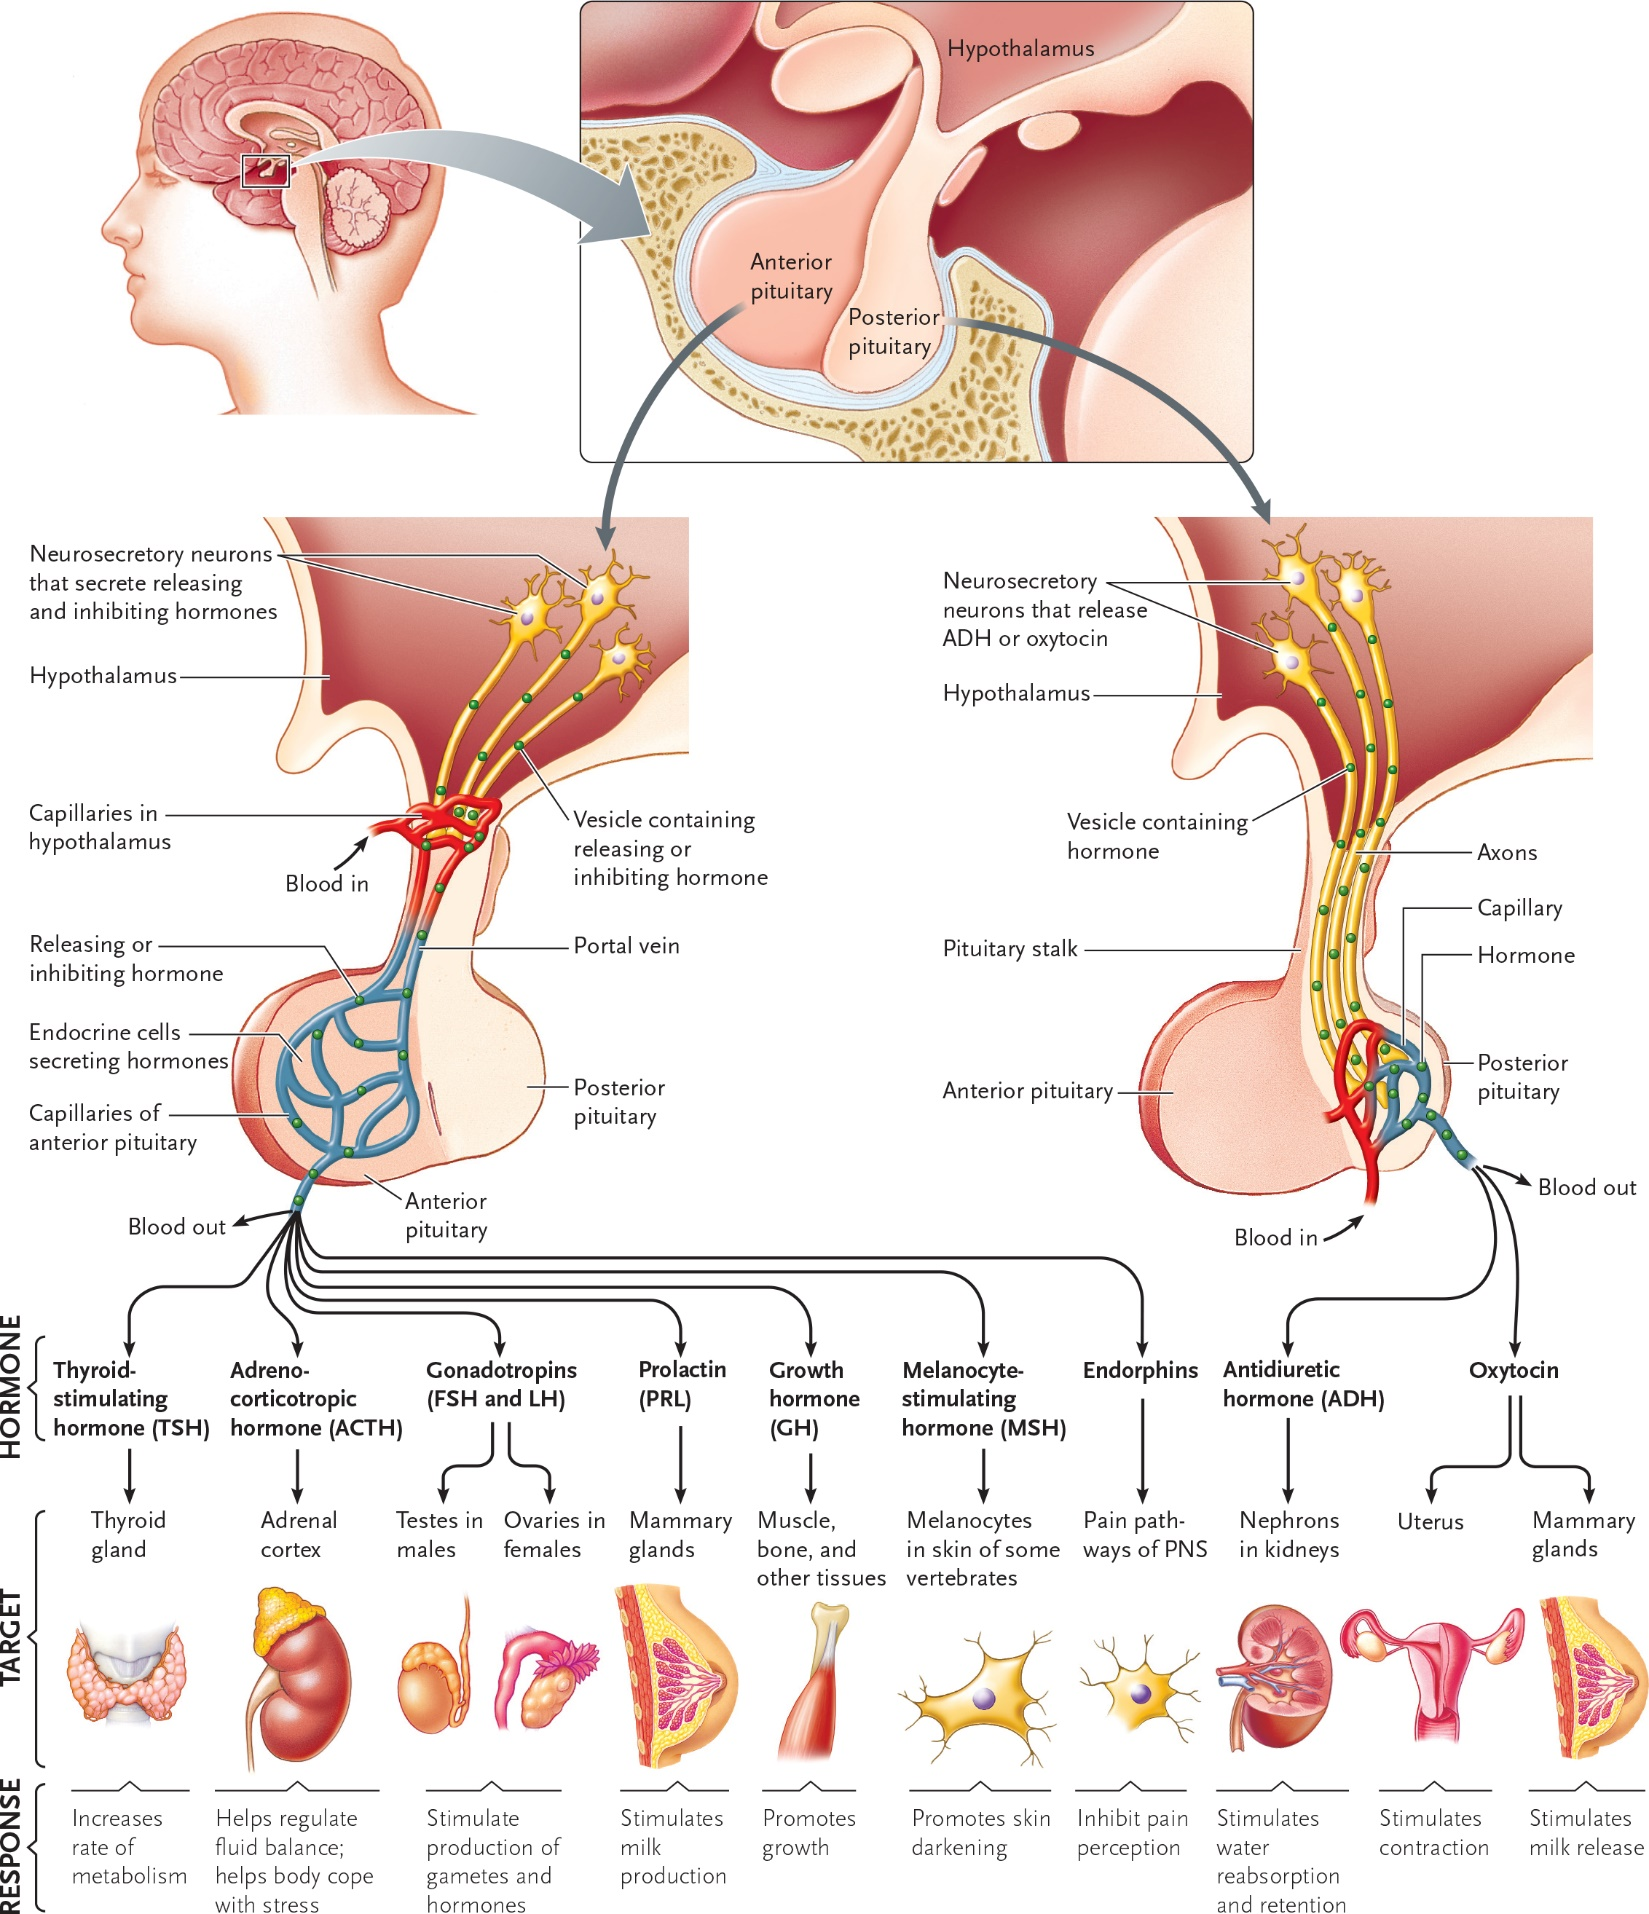 Hypothalamus
Anterior
pituitary
Posterior
pituitary
Neurosecretory neurons
that secrete releasing
and inhibiting hormones
Hypothalamus
Capillaries in
hypothalamus
Blood in
Vesicle containing
releasing or
inhibiting hormone
Releasing or
inhibiting hormone
Portal vein
Endocrine cells
secreting hormones
Capillaries of
anterior pituitary
Posterior
pituitary
Anterior
pituitary
Blood out
Neurosecretory
neurons that release
ADH or oxytocin
Hypothalamus
Vesicle containing
hormone
Axons
Capillary
Pituitary stalk
Hormone
Anterior pituitary
Posterior
pituitary
Blood out
Blood in
HORMONE
Thyroid-
stimulating
hormone (TSH)
Adreno-
corticotropic
hormone (ACTH)
Gonadotropins
(FSH and LH)
Prolactin
(PRL)
Growth
hormone
(GH)
Melanocyte-
stimulating
hormone (MSH)
Endorphins
Antidiuretic
hormone (ADH)
Oxytocin
TARGET
Thyroid
gland
Adrenal
cortex
Testes in
males
Ovaries in
females
Mammary
glands
Muscle,
bone, and
other tissues
Melanocytes
in skin of some
vertebrates
Pain path-
ways of PNS
Nephrons
in kidneys
Uterus
Mammary
glands
RESPONSE
Increases
rate of
metabolism
Helps regulate
fluid balance;
helps body cope
with stress
Stimulate
production of
gametes and
hormones
Stimulates
milk
production
Promotes
growth
Promotes skin
darkening
Inhibit pain
perception
Stimulates
water
reabsorption
and retention
Stimulates
contraction
Stimulates
milk release